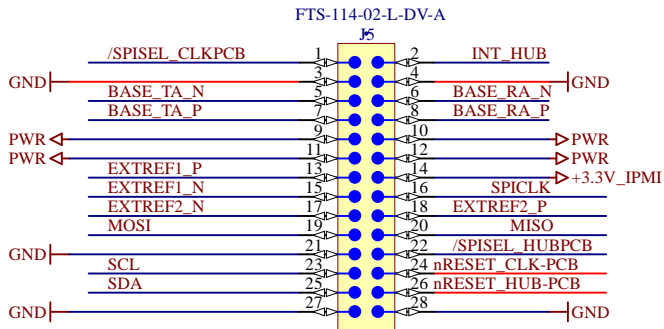 FTS-114-02-L-DV-A
J5
/SPISEL_CLKPCB 1 2 INT_HUB
GND 3 4 GND
BASE_TA_N 5 6 BASE_RA_N
BASE_TA_P 7 8 BASE_RA_P
PWR 9 10 PWR
PWR 11 12 PWR
EXTREF1_P 13 14 +3.3V_IPMI
EXTREF1_N 15 16 SPICLK
EXTREF2_N 17 18 EXTREF2_P
MOSI 19 20 MISO
GND 21 22 /SPISEL_HUBPCB
SCL 23 24 nRESET_CLK-PCB
SDA 25 26 nRESET_HUB-PCB
GND 27 28 GND